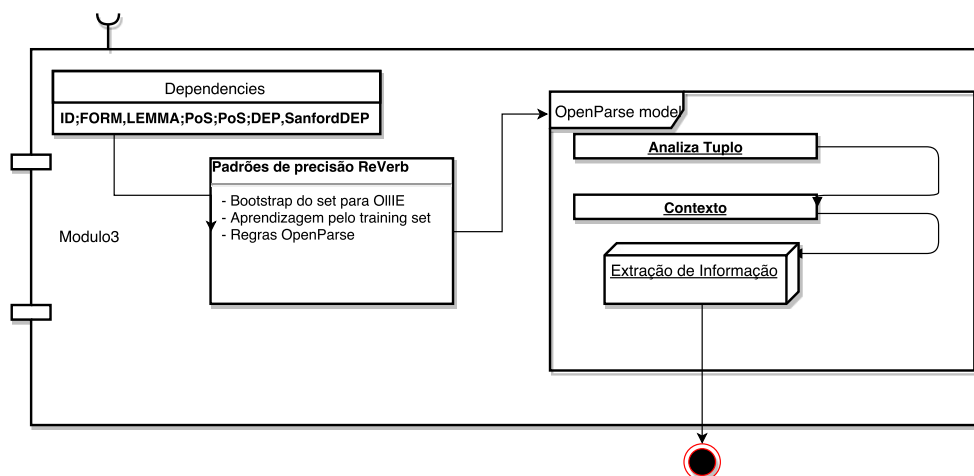 Dependencies
ID;FORM,LEMMA;PoS;PoS;DEP,SanfordDEP
Padrões de precisão ReVerb
- Bootstrap do set para OlIIE
- Aprendizagem pelo training set
- Regras OpenParse
Modulo3
OpenParse model
Analiza Tuplo
Contexto
Extração de Informação